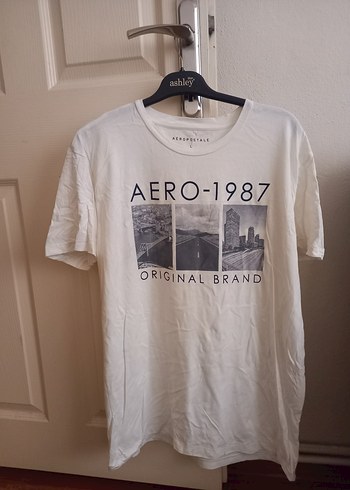 ashley
AEROPOSTALE
AERO-1987
ORIGINAL BRAND